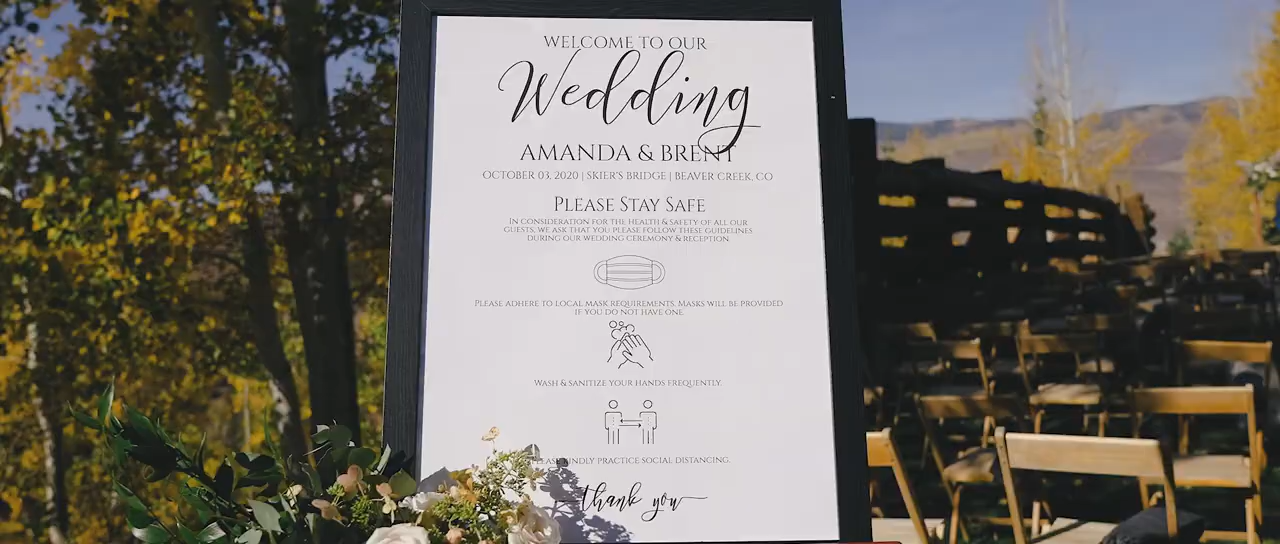 WELCOME TO OUR
Wedding
AMANDA & BRENT
OCTOBER 03, 2020 | SKIER'S BRIDGE | BEAVER CREEK, CO
PLEASE STAY SAFE
IN CONSIDERATION FOR THE HEALTH & SAFETY OF ALL OUR
GUESTS, WE ASK THAT YOU PLEASE FOLLOW THESE GUIDELINES
DURING OUR WEDDING CEREMONY & RECEPTION.
PLEASE ADHERE TO LOCAL MASK REQUIREMENTS. MASKS WILL BE PROVIDED
IF YOU DO NOT HAVE ONE.
WASH & SANITIZE YOUR HANDS FREQUENTLY.
PLEASE KINDLY PRACTICE SOCIAL DISTANCING.
thank you